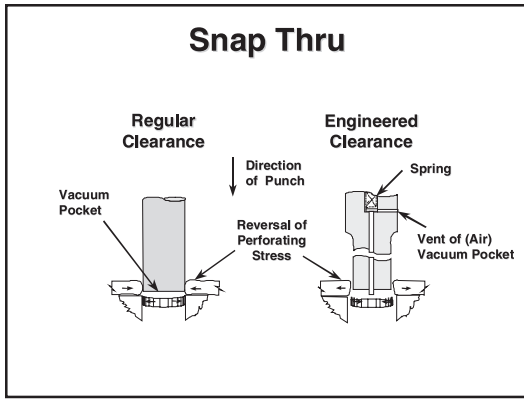 Snap Thru
Regular
Clearance
Engineered
Clearance
Direction
of Punch
Spring
Vacuum
Pocket
Reversal of
Perforating
Stress
Vent of (Air)
Vacuum Pocket